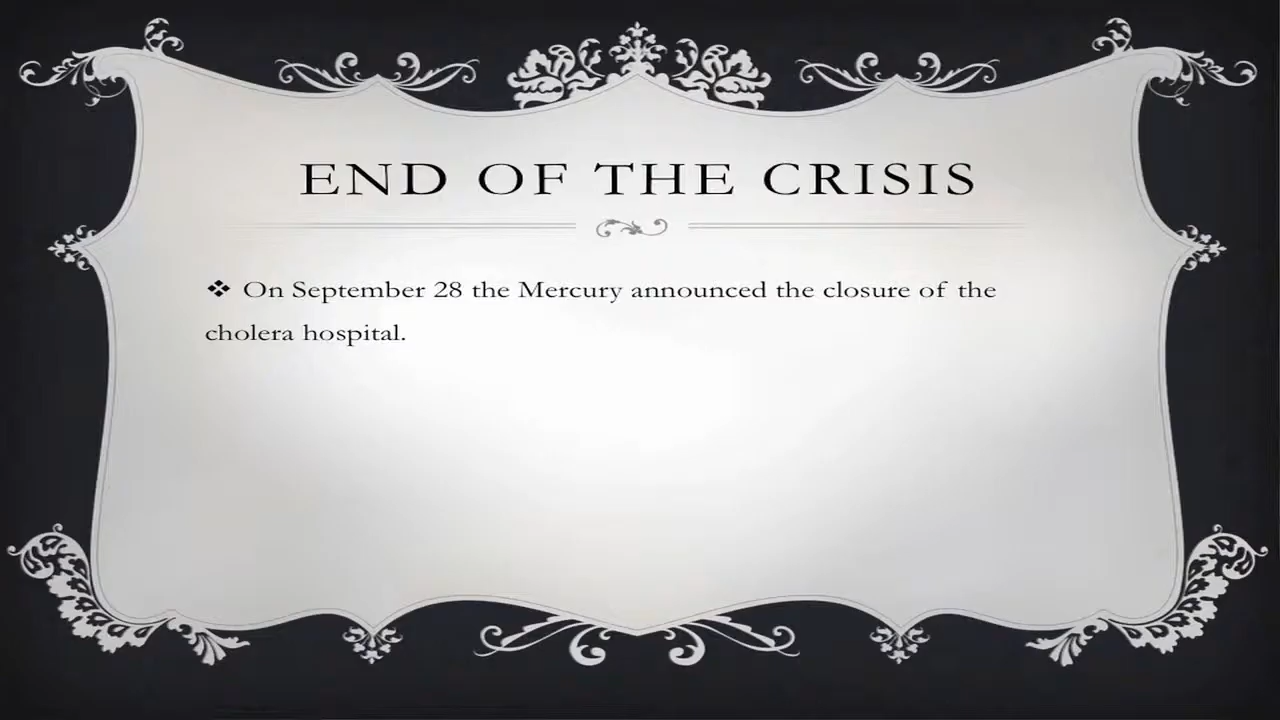 END OF THE CRISIS
❖ On September 28 the Mercury announced the closure of the
cholera hospital.